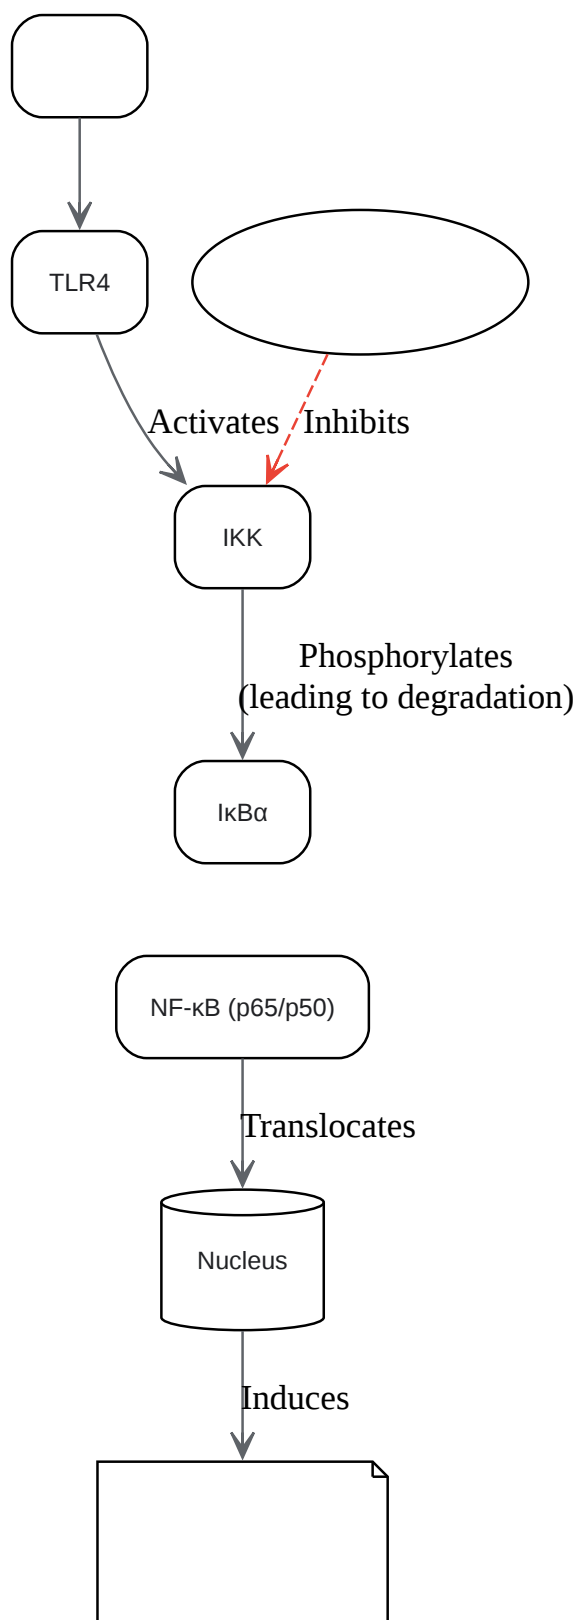 TLR4
Activates
Inhibits
IKK
Phosphorylates
(leading to degradation)
IκBα
NF-κB (p65/p50)
Translocates
Nucleus
Induces